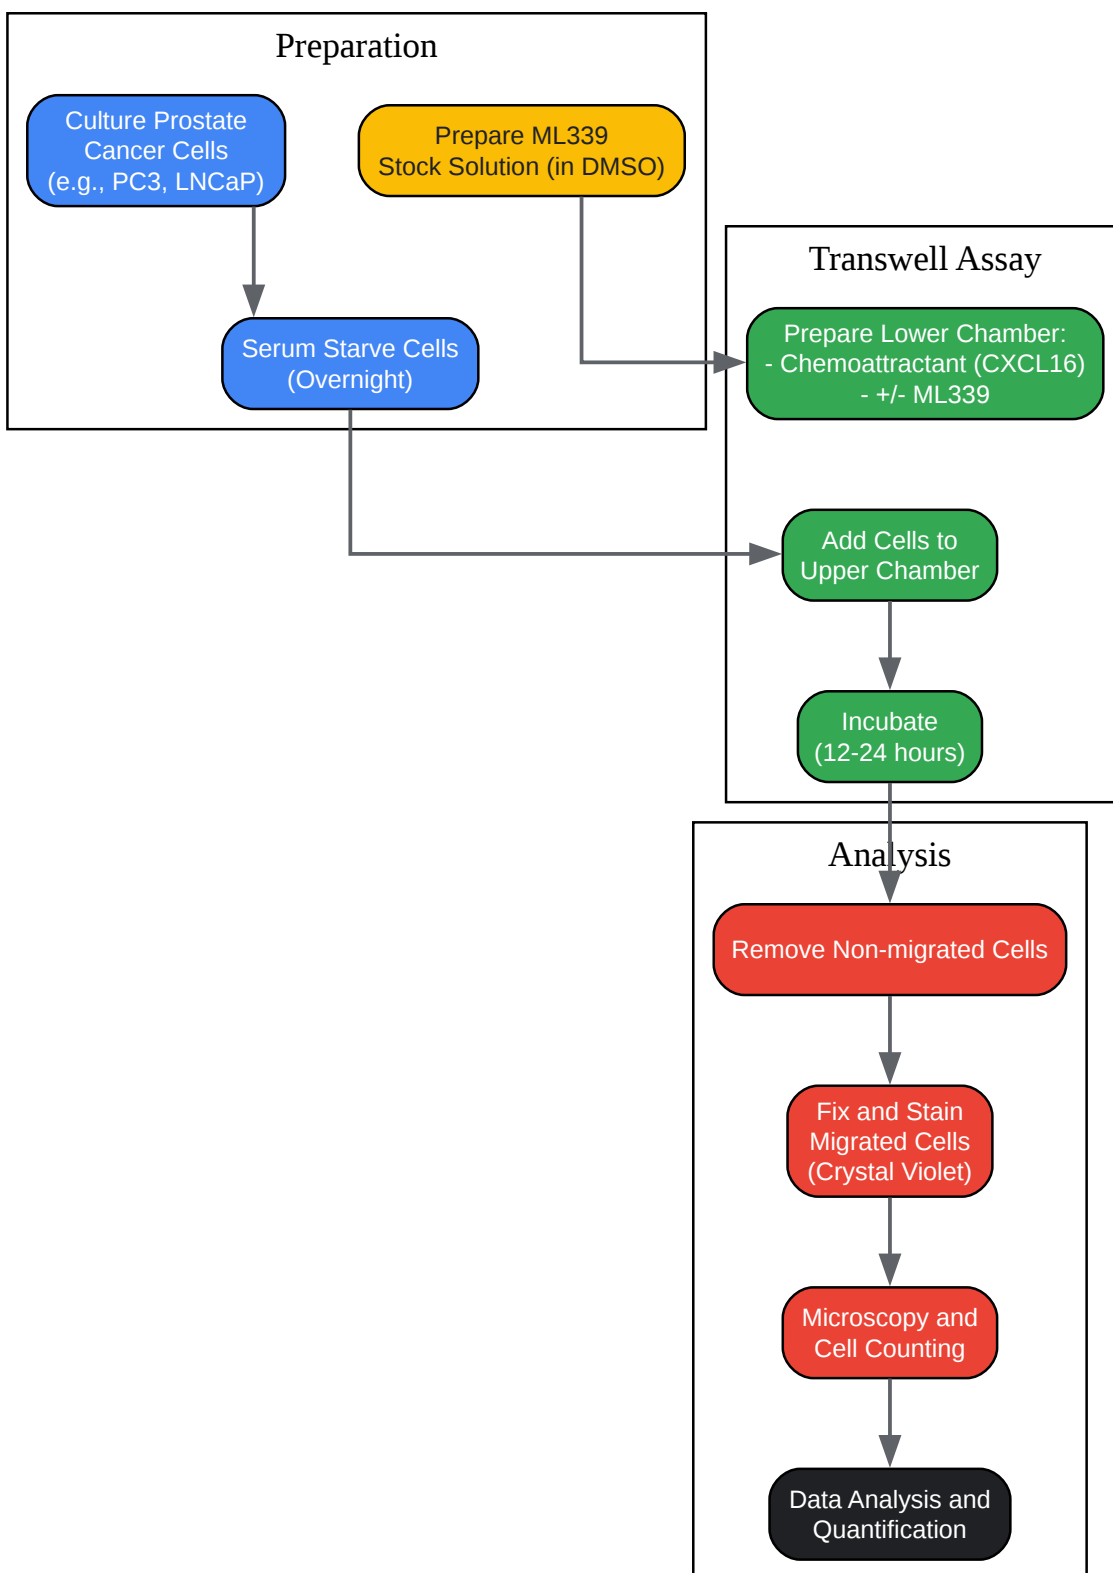 Preparation
Culture Prostate
Cancer Cells
(e.g., PC3, LNCaP)
Prepare ML339
Stock Solution (in DMSO)
Serum Starve Cells
(Overnight)
Transwell Assay
Prepare Lower Chamber:
- Chemoattractant (CXCL16)
- +/- ML339
Add Cells to
Upper Chamber
Incubate
(12-24 hours)
Analysis
Remove Non-migrated Cells
Fix and Stain
Migrated Cells
(Crystal Violet)
Microscopy and
Cell Counting
Data Analysis and
Quantification